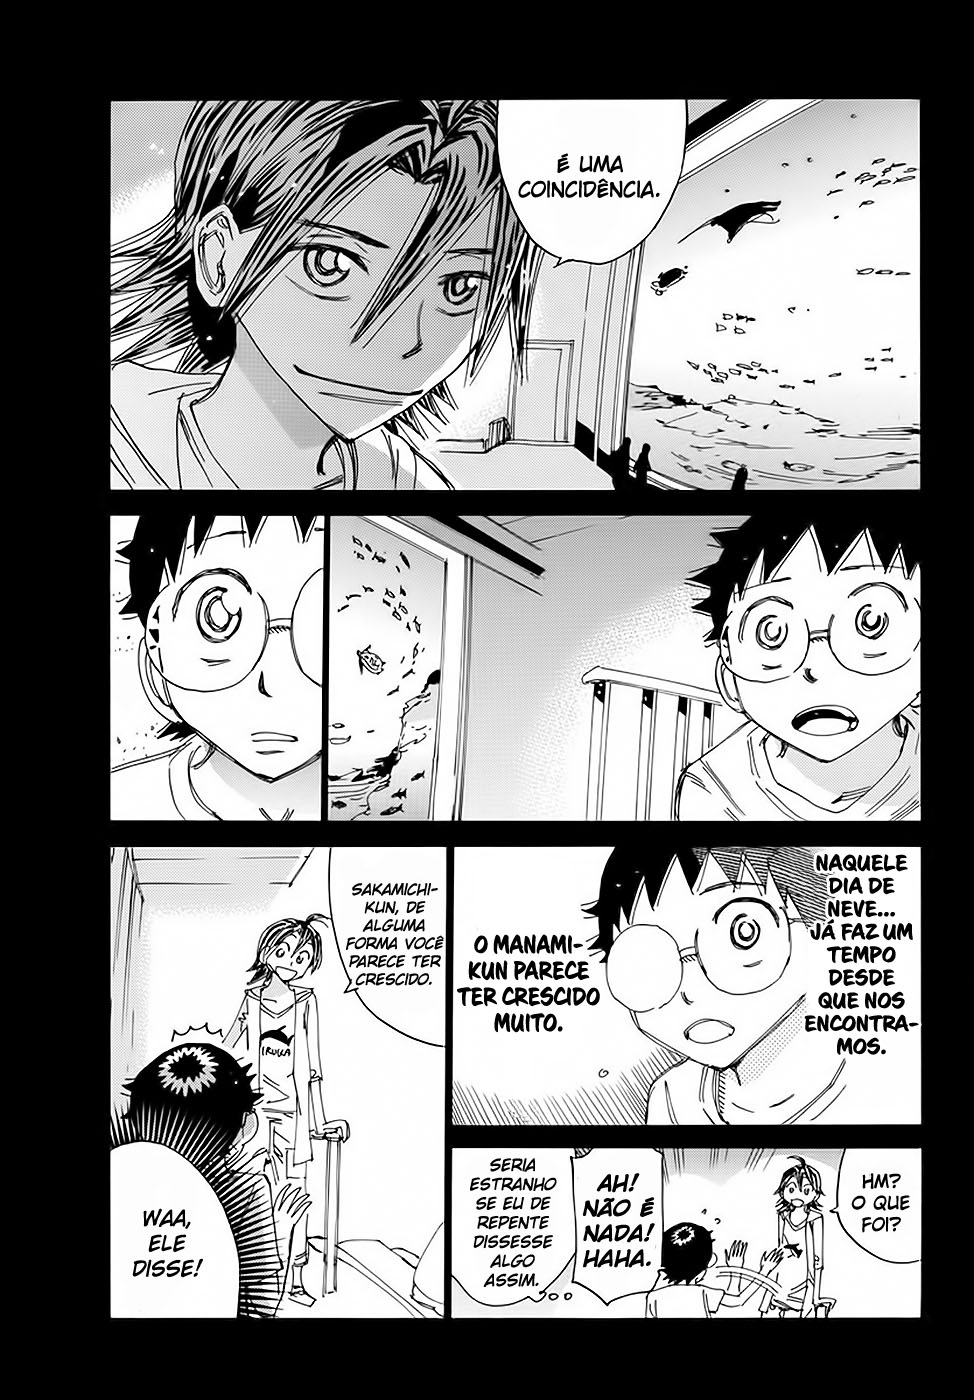 É UMA
COINCIDÊNCIA.
NAQUELE
DIA DE
NEVE...
JÁ FAZ UM
TEMPO
DESDE
QUE NOS
ENCONTRA-
MOS.
O MANAMI-
KUN PARECE
TER CRESCIDO
MUITO.
HM?
O QUE
FOI?
AH!
NÃO É
NADA!
HAHA.
SERIA
ESTRANHO
SE EU DE
REPENTE
DISSESSE
ALGO
ASSIM.
SAKAMICHI-
KUN, DE
ALGUMA
FORMA VOCÊ
PARECE TER
CRESCIDO.
IRUKA
WAA,
ELE
DISSE!